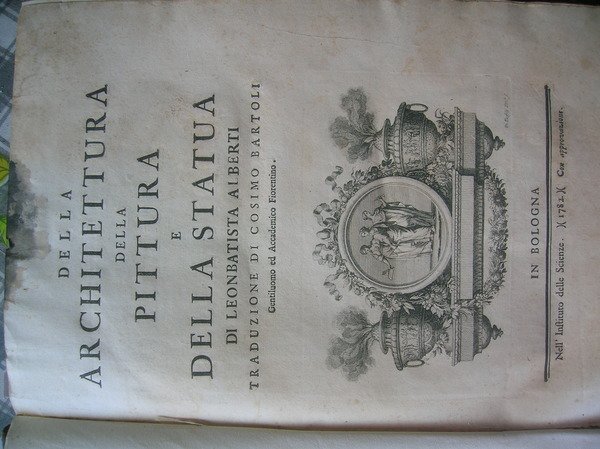 DELLA
ARCHITETTURA
DELLA
PITTURA
E
DELLA STATUA
DI LEONBATISTA ALBERTI
TRADUZIONE DI COSIMO BARTOLI
Gentiluomo ed Accademico Fiorentino.
IN BOLOGNA
Nell' Instituto delle Scienze. )( 1782. )( Con approvazione.